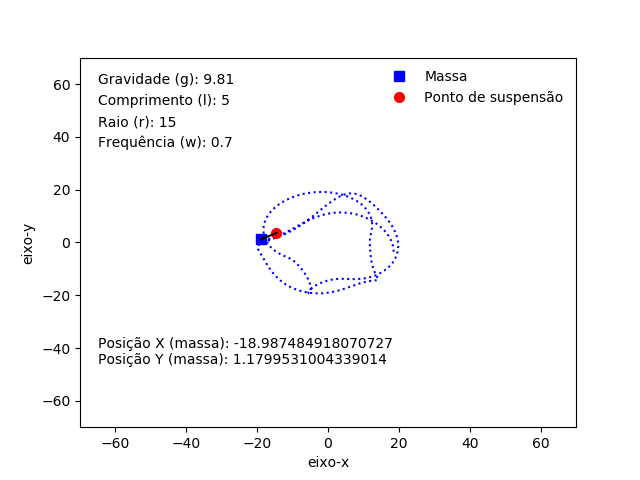 Gravidade (g): 9.81
Comprimento (l): 5
Raio (r): 15
Frequência (w): 0.7
Massa
Ponto de suspensão
60
40
20
0
−20
−40
−60
eixo-y
Posição X (massa): -18.987484918070727
Posição Y (massa): 1.1799531004339014
−60 −40 −20 0 20 40 60
eixo-x